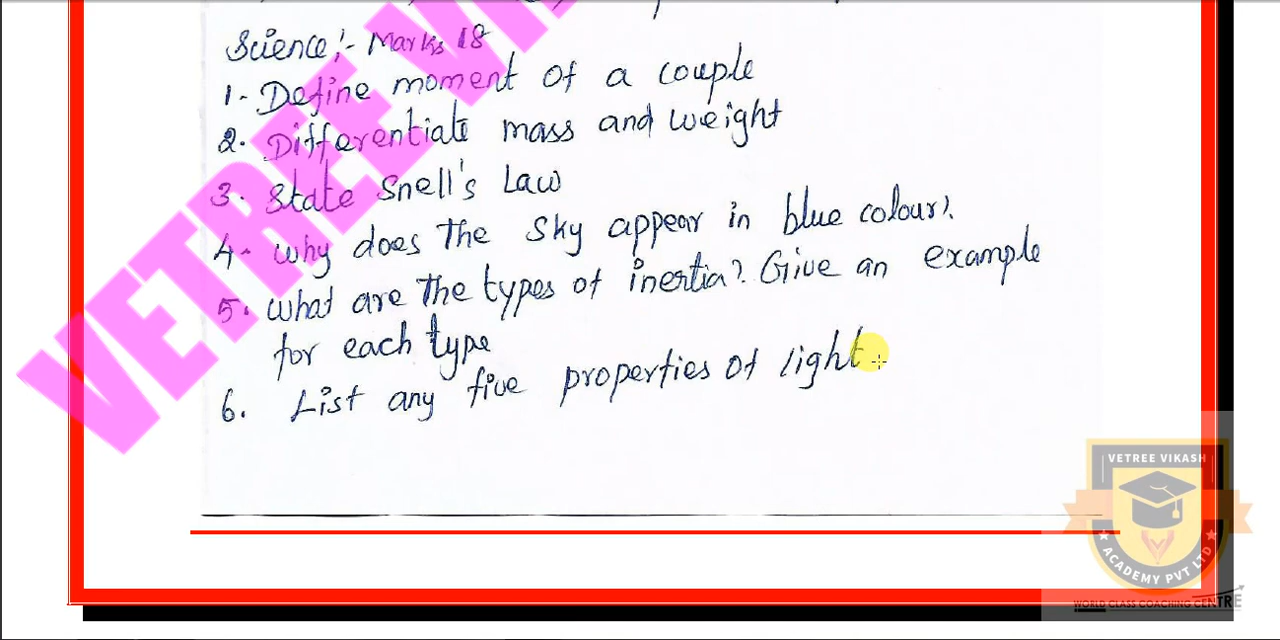 Science:- Marks 18
1. Define moment of a couple
2. Differentiate mass and weight
3. State Snell's Law
4. Why does the sky appear in blue colour?
5. What are the types of inertia? Give an example
for each type
6. List any five properties of light.
VETREE VI
VETREE VIKASH
ACADEMY PVT LTD
WORLD CLASS COACHING CENTRE